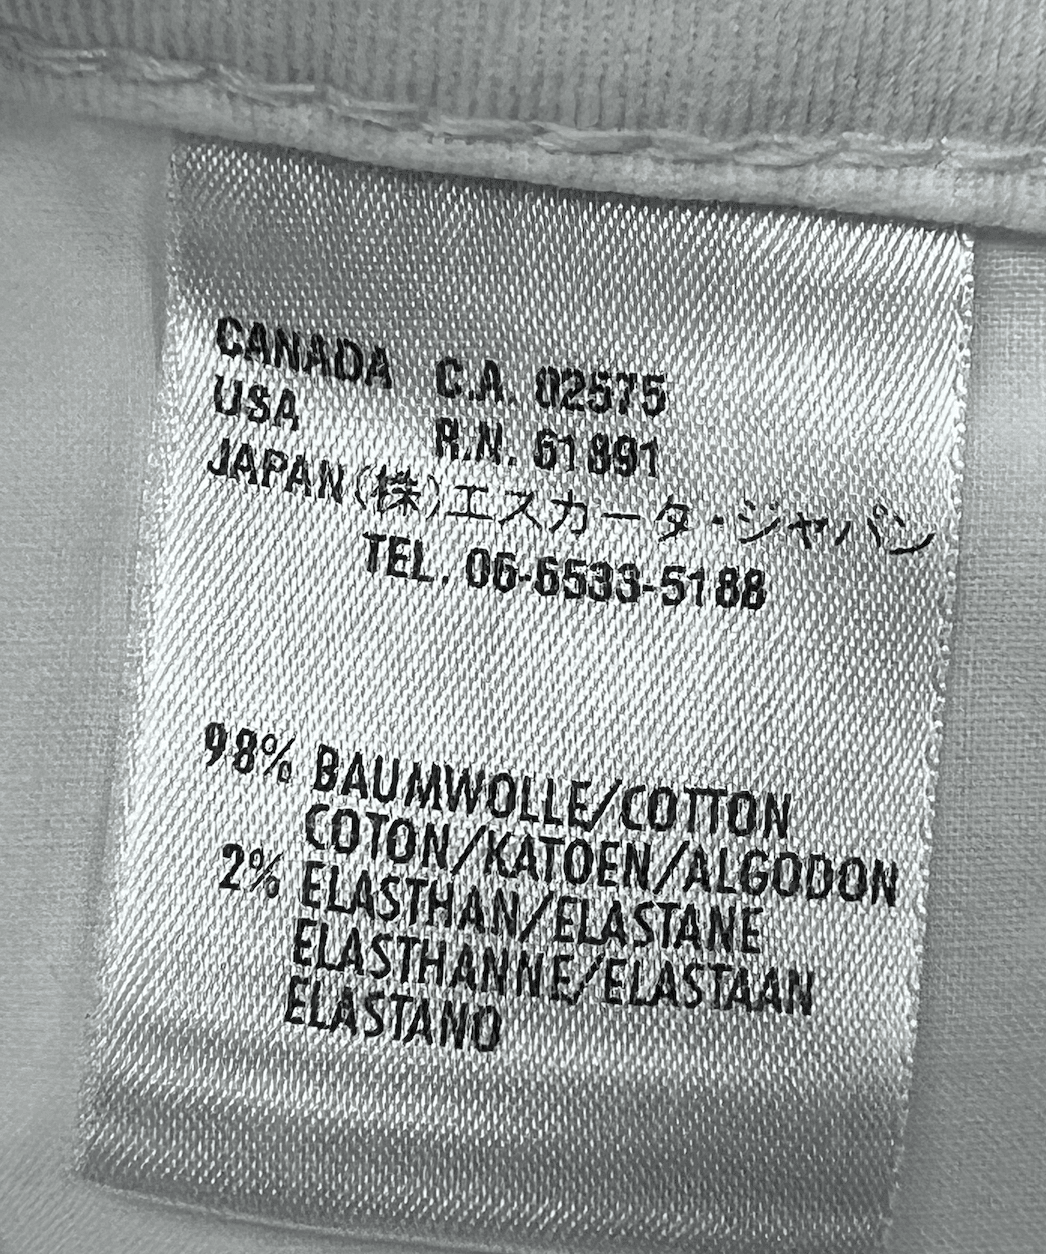 CANADA C.A. 02575
USA R.N. 61891
JAPAN(株)エスカータ・ジャパン
TEL. 06-6533-5188
98% BAUMWOLLE/COTTON
COTON/KATOEN/ALGODON
2% ELASTHAN/ELASTANE
ELASTHANNE/ELASTAAN
ELASTANO